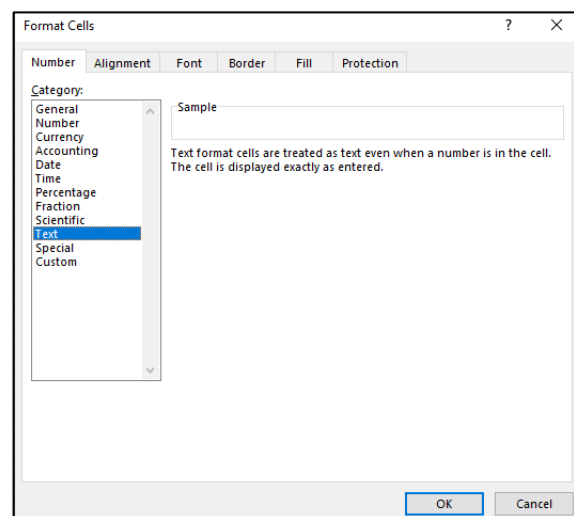 Format Cells ? ×
Number Alignment Font Border Fill Protection
Category:
General
Number
Currency
Accounting
Date
Time
Percentage
Fraction
Scientific
Text
Special
Custom
Sample
Text format cells are treated as text even when a number is in the cell.
The cell is displayed exactly as entered.
OK Cancel